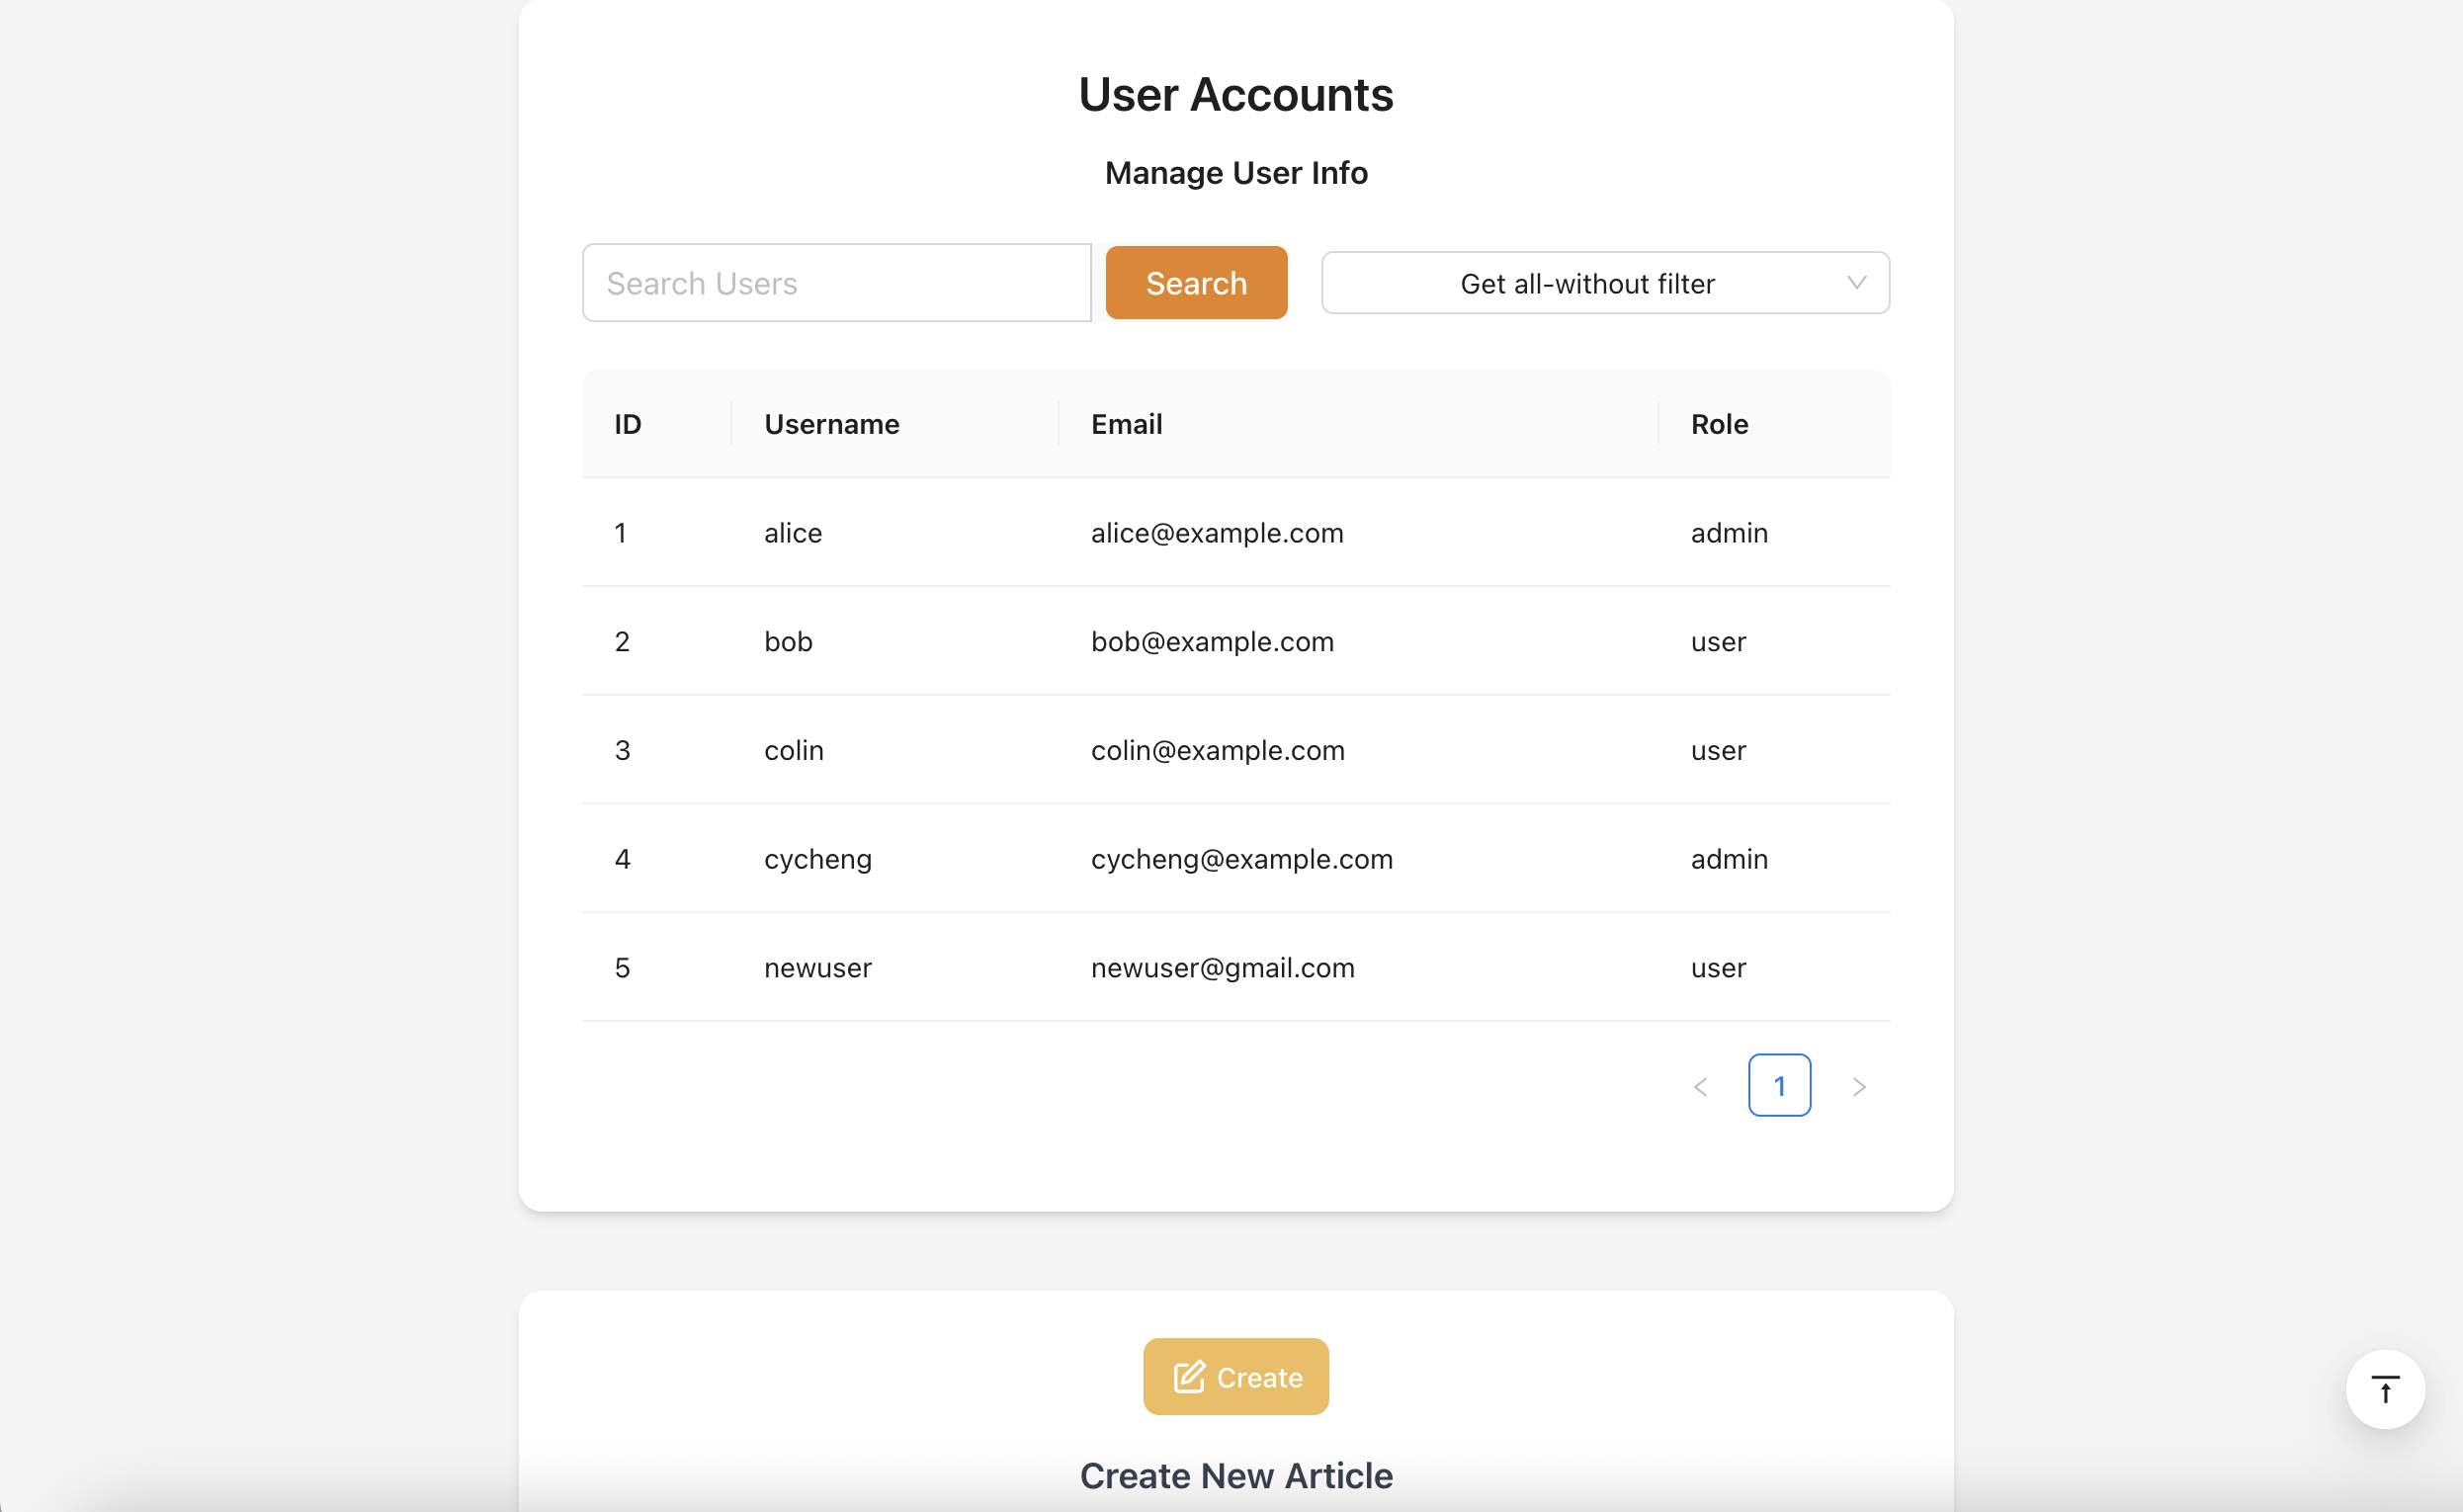 User Accounts
Manage User Info
Search Users Search Get all-without filter
ID Username Email Role
1 alice alice@example.com admin
2 bob bob@example.com user
3 colin colin@example.com user
4 cycheng cycheng@example.com admin
5 newuser newuser@gmail.com user
1
Create
Create New Article